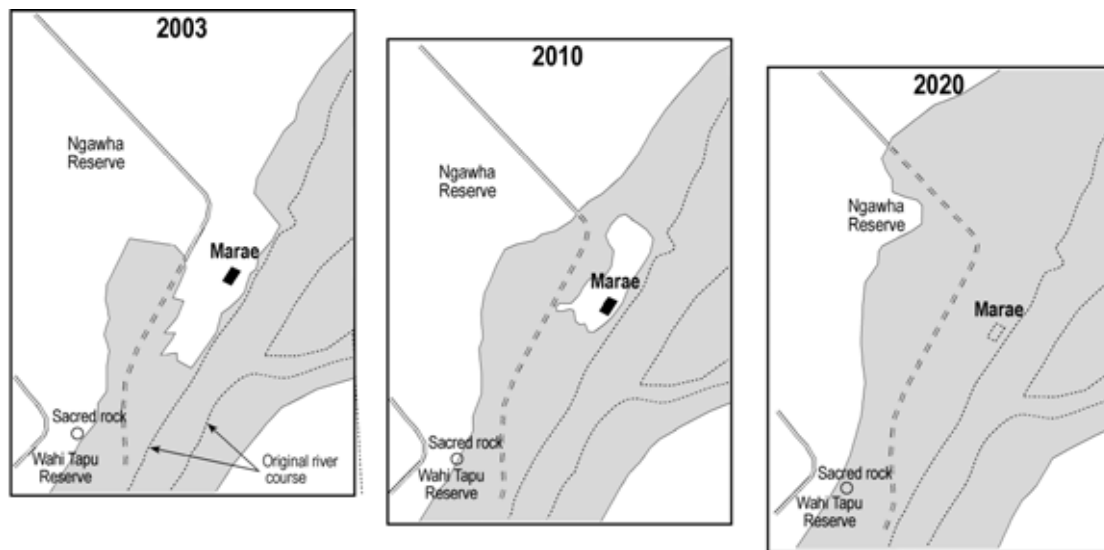 2003
Ngawha
Reserve
Marae
Sacred rock
Wahi Tapu
Reserve
Original river
course
2010
Ngawha
Reserve
Marae
Sacred rock
Wahi Tapu
Reserve
2020
Ngawha
Reserve
Marae
Sacred rock
Wahi Tapu
Reserve